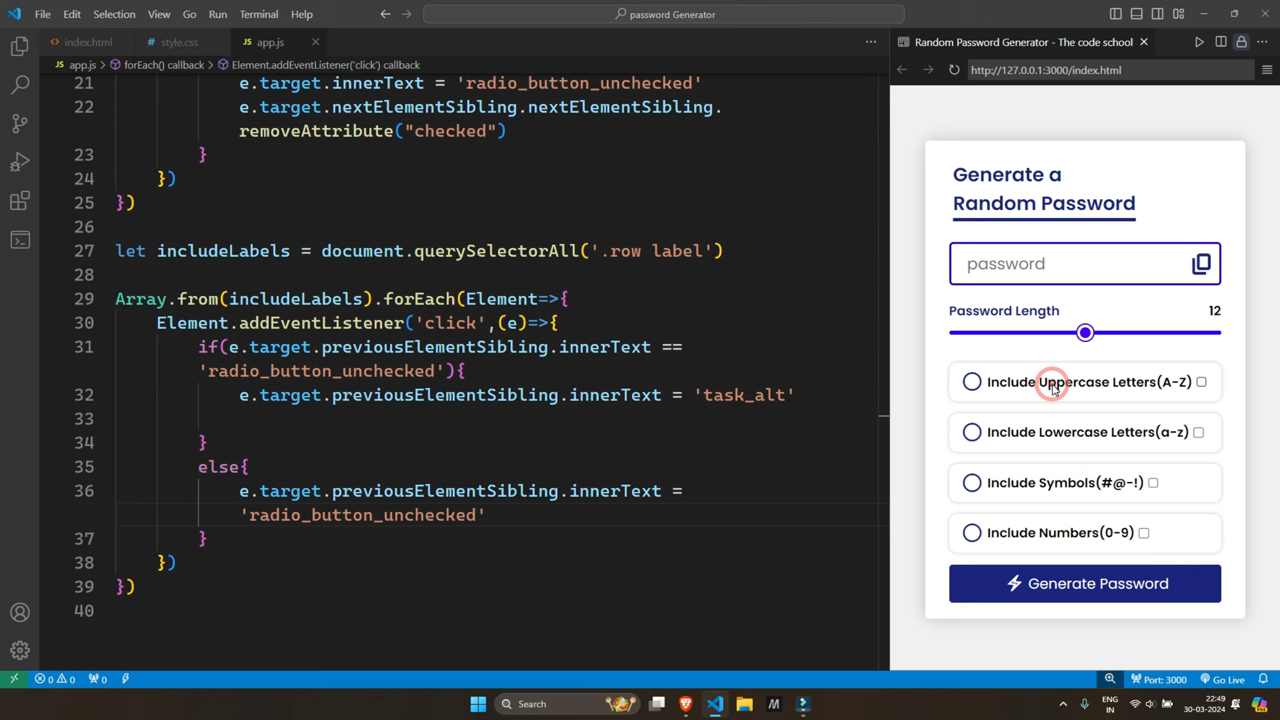 File Edit Selection View Go Run Terminal Help
password Generator
index.html
style.css
app.js
Random Password Generator - The code school
app.js > forEach() callback > Element.addEventListener('click') callback
http://127.0.0.1:3000/index.html
21 e.target.innerText = 'radio_button_unchecked'
22 e.target.nextElementSibling.nextElementSibling.
removeAttribute("checked")
23 }
24 })
25 })
26
27 let includeLabels = document.querySelectorAll('.row label')
28
29 Array.from(includeLabels).forEach(Element=>{
30 Element.addEventListener('click',(e)=>{
31 if(e.target.previousElementSibling.innerText ==
'radio_button_unchecked'){
32 e.target.previousElementSibling.innerText = 'task_alt'
33
34 }
35 else{
36 e.target.previousElementSibling.innerText =
'radio_button_unchecked'
37 }
38 })
39 })
40
Generate a
Random Password
password
Password Length 12
Include Uppercase Letters(A-Z)
Include Lowercase Letters(a-z)
Include Symbols(#@-!)
Include Numbers(0-9)
Generate Password
0 0 0
Port: 3000
Go Live
Search
ENG
IN
22:49
30-03-2024